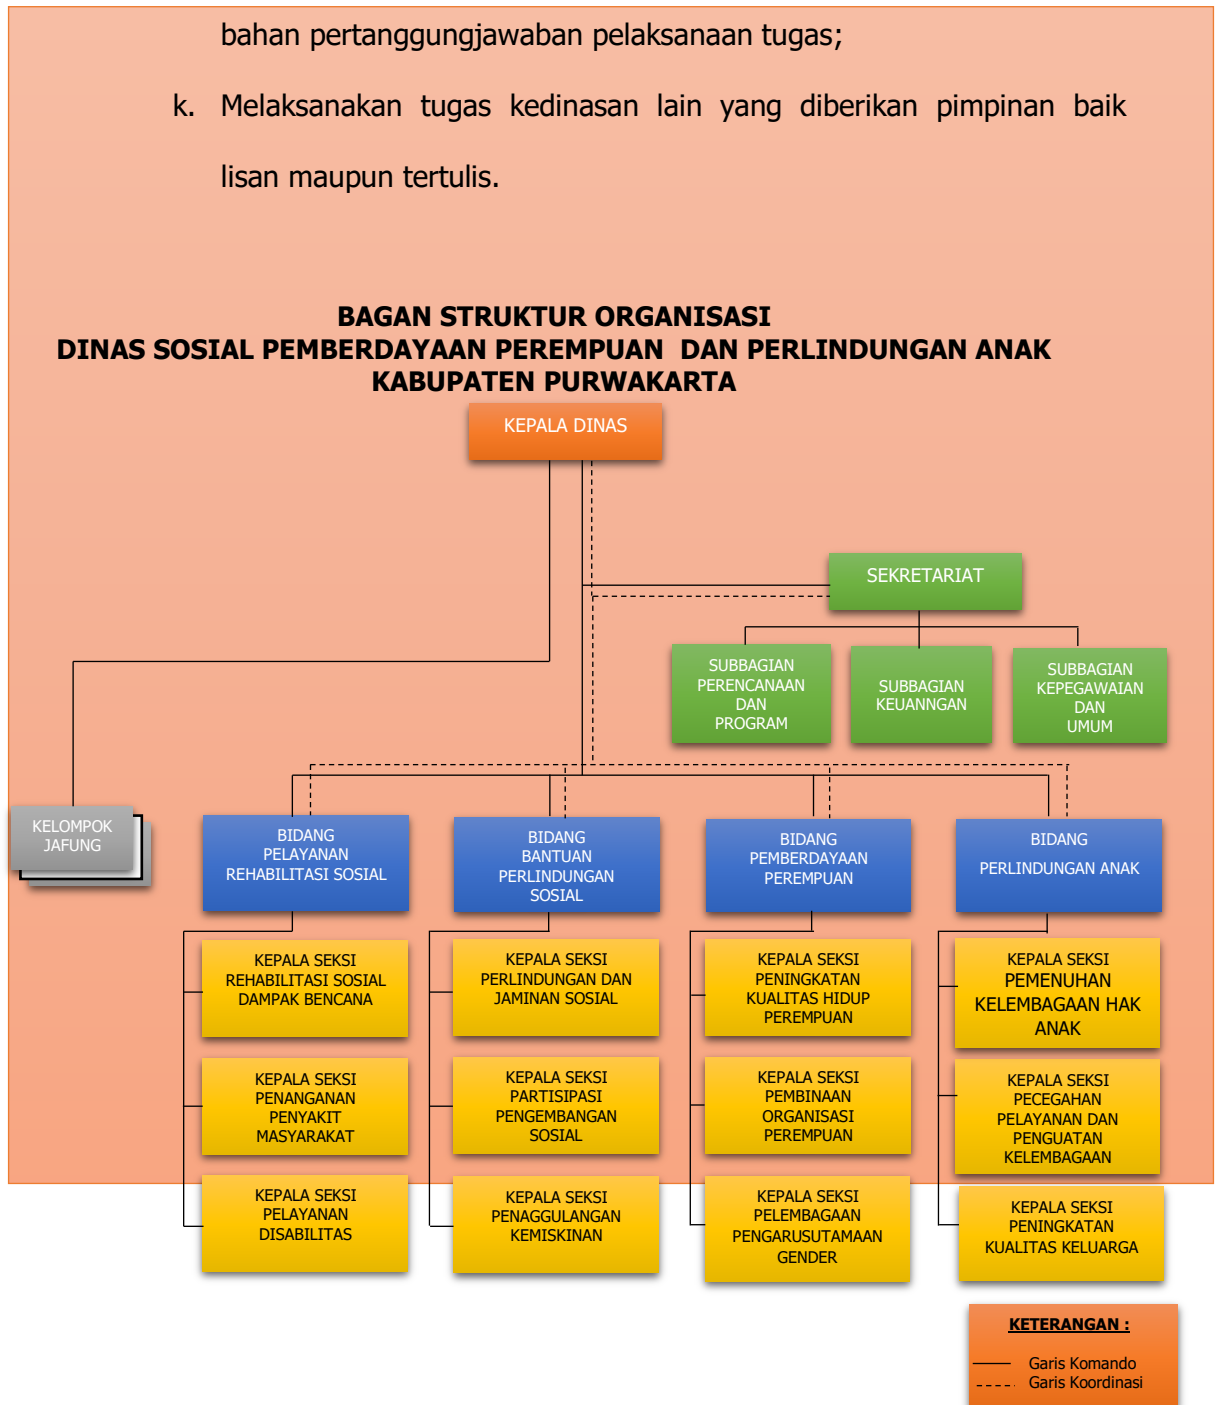 bahan pertanggungjawaban pelaksanaan tugas;
k. Melaksanakan tugas kedinasan lain yang diberikan pimpinan baik
lisan maupun tertulis.
BAGAN STRUKTUR ORGANISASI
DINAS SOSIAL PEMBERDAYAAN PEREMPUAN DAN PERLINDUNGAN ANAK
KABUPATEN PURWAKARTA
KEPALA DINAS
SEKRETARIAT
SUBBAGIAN
PERENCANAAN
DAN
PROGRAM
SUBBAGIAN
KEUANNGAN
SUBBAGIAN
KEPEGAWAIAN
DAN
UMUM
KELOMPOK
JAFUNG
BIDANG
PELAYANAN
REHABILITASI SOSIAL
BIDANG
BANTUAN
PERLINDUNGAN
SOSIAL
BIDANG
PEMBERDAYAAN
PEREMPUAN
BIDANG
PERLINDUNGAN ANAK
KEPALA SEKSI
REHABILITASI SOSIAL
DAMPAK BENCANA
KEPALA SEKSI
PERLINDUNGAN DAN
JAMINAN SOSIAL
KEPALA SEKSI
PENINGKATAN
KUALITAS HIDUP
PEREMPUAN
KEPALA SEKSI
PEMENUHAN
KELEMBAGAAN HAK
ANAK
KEPALA SEKSI
PENANGANAN
PENYAKIT
MASYARAKAT
KEPALA SEKSI
PARTISIPASI
PENGEMBANGAN
SOSIAL
KEPALA SEKSI
PEMBINAAN
ORGANISASI
PEREMPUAN
KEPALA SEKSI
PECEGAHAN
PELAYANAN DAN
PENGUATAN
KELEMBAGAAN
KEPALA SEKSI
PELAYANAN
DISABILITAS
KEPALA SEKSI
PENAGGULANGAN
KEMISKINAN
KEPALA SEKSI
PELEMBAGAAN
PENGARUSUTAMAAN
GENDER
KEPALA SEKSI
PENINGKATAN
KUALITAS KELUARGA
KETERANGAN :
Garis Komando
Garis Koordinasi